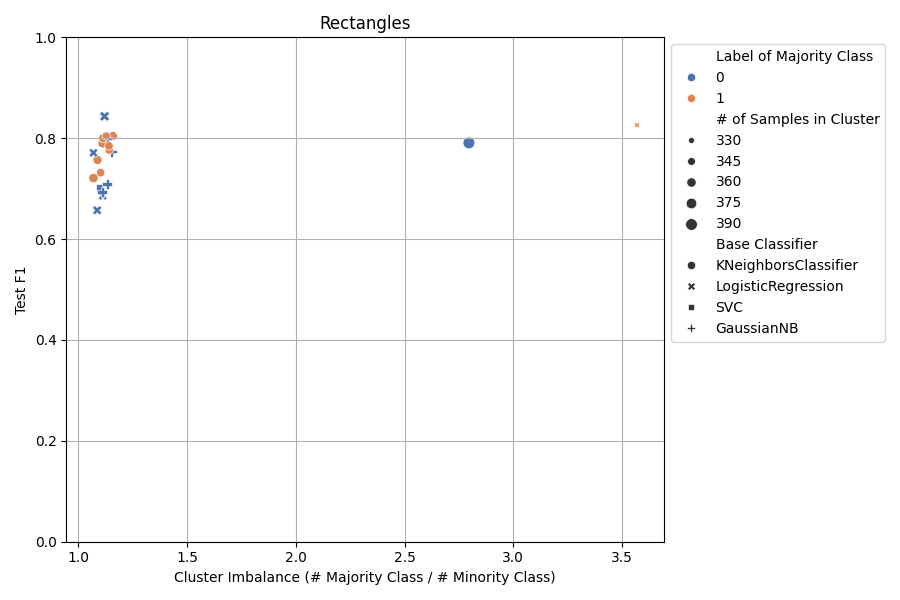 Rectangles
1.0
0.8
0.6
0.4
0.2
0.0
Test F1
1.0 1.5 2.0 2.5 3.0 3.5
Cluster Imbalance (# Majority Class / # Minority Class)
Label of Majority Class
0
1
# of Samples in Cluster
330
345
360
375
390
Base Classifier
KNeighborsClassifier
LogisticRegression
SVC
GaussianNB